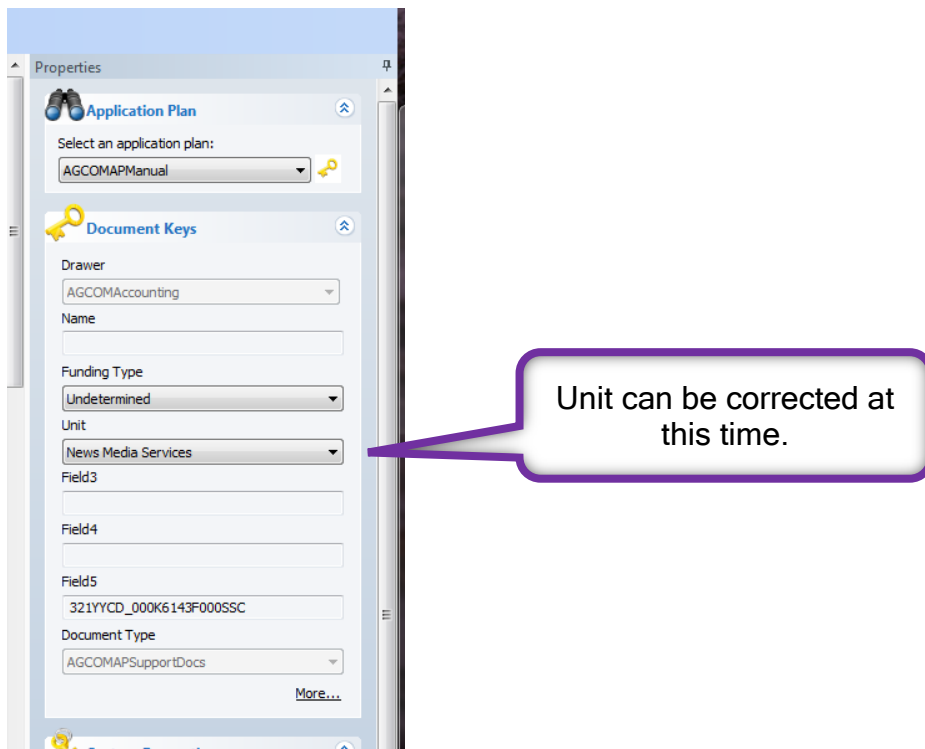 Properties
Application Plan
Select an application plan:
AGCOMAPManual
Document Keys
Drawer
AGCOMAccounting
Name
Funding Type
Undetermined
Unit
News Media Services
Field3
Field4
Field5
321YYCD_000K6143F000SSC
Document Type
AGCOMAPSupportDocs
More...
Unit can be corrected at
this time.